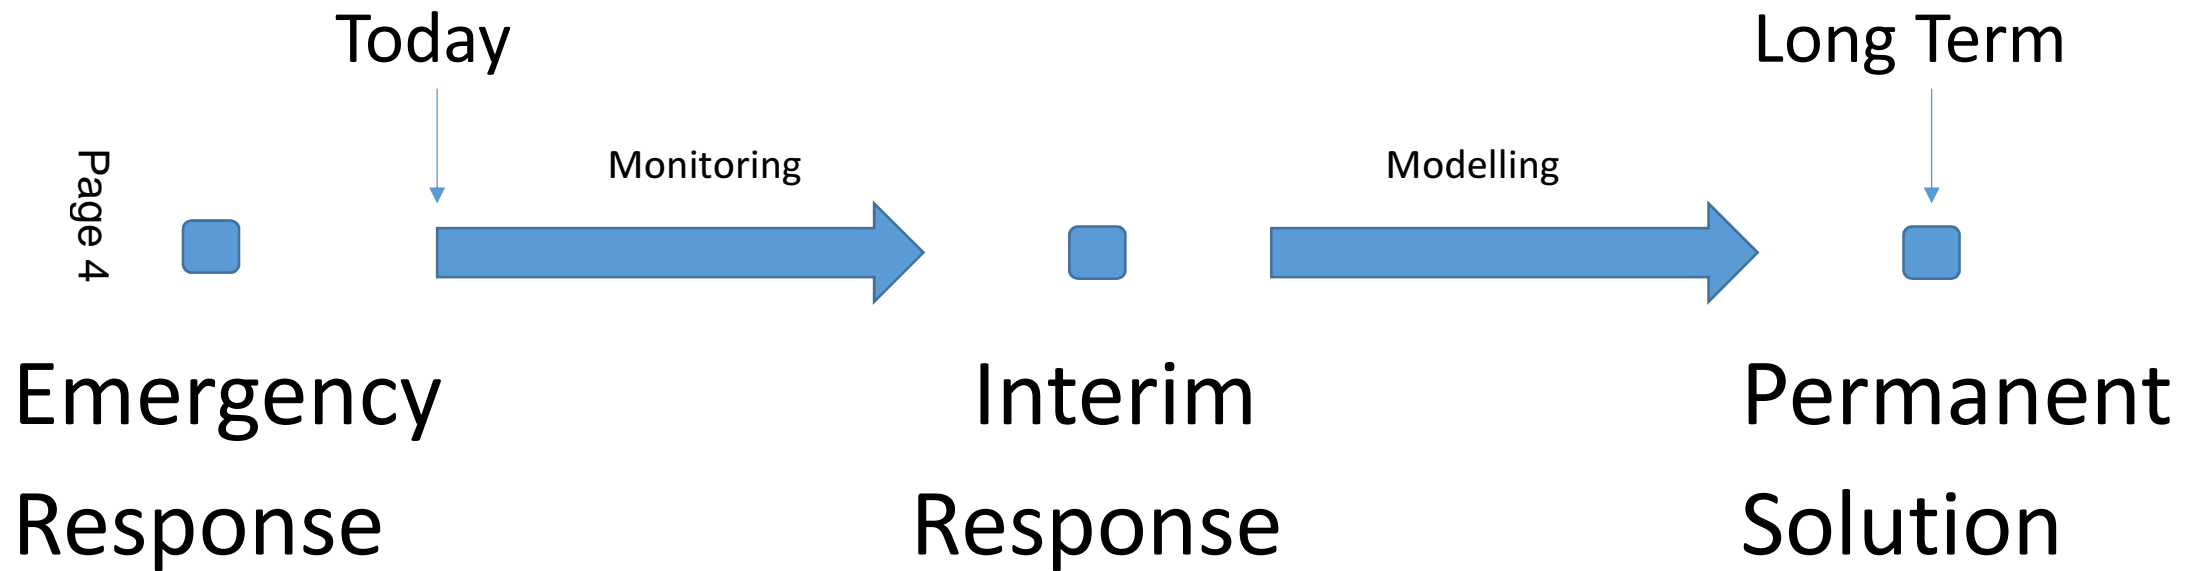 Today
Long Term
Page 4
Monitoring
Modelling
Emergency
Response
Interim
Response
Permanent
Solution